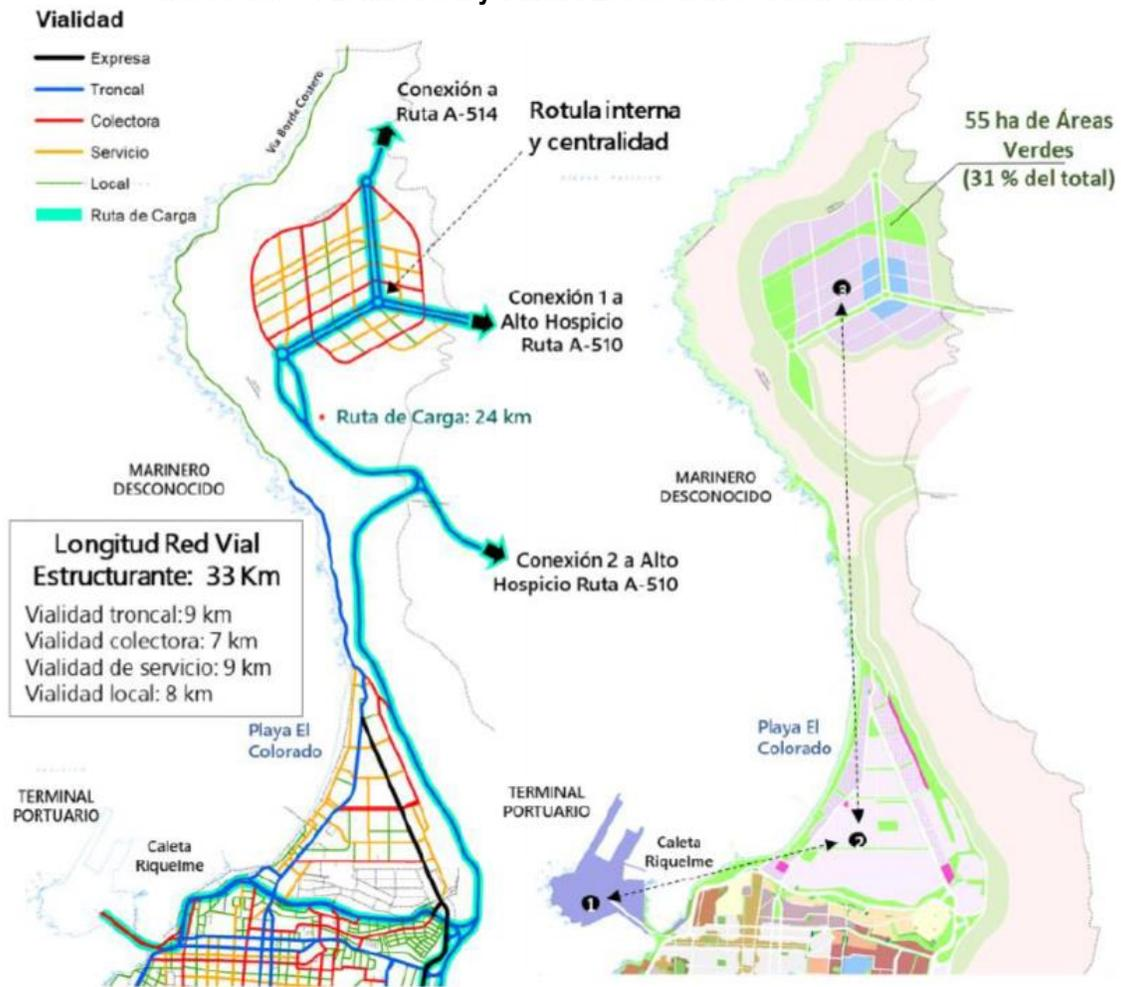 Vialidad
Expresa
Troncal
Colectora
Servicio
Local
Ruta de Carga
Vía Borde Costero
Conexión a
Ruta A-514
Rotula interna
y centralidad
Conexión 1 a
Alto Hospicio
Ruta A-510
Ruta de Carga: 24 km
MARINERO
DESCONOCIDO
Longitud Red Vial
Estructurante: 33 Km
Vialidad troncal:9 km
Vialidad colectora: 7 km
Vialidad de servicio: 9 km
Vialidad local: 8 km
Conexión 2 a Alto
Hospicio Ruta A-510
Playa El
Colorado
TERMINAL
PORTUARIO
Caleta
Riquelme
55 ha de Áreas
Verdes
(31 % del total)
3
MARINERO
DESCONOCIDO
Playa El
Colorado
TERMINAL
PORTUARIO
Caleta
Riquelme
2
1